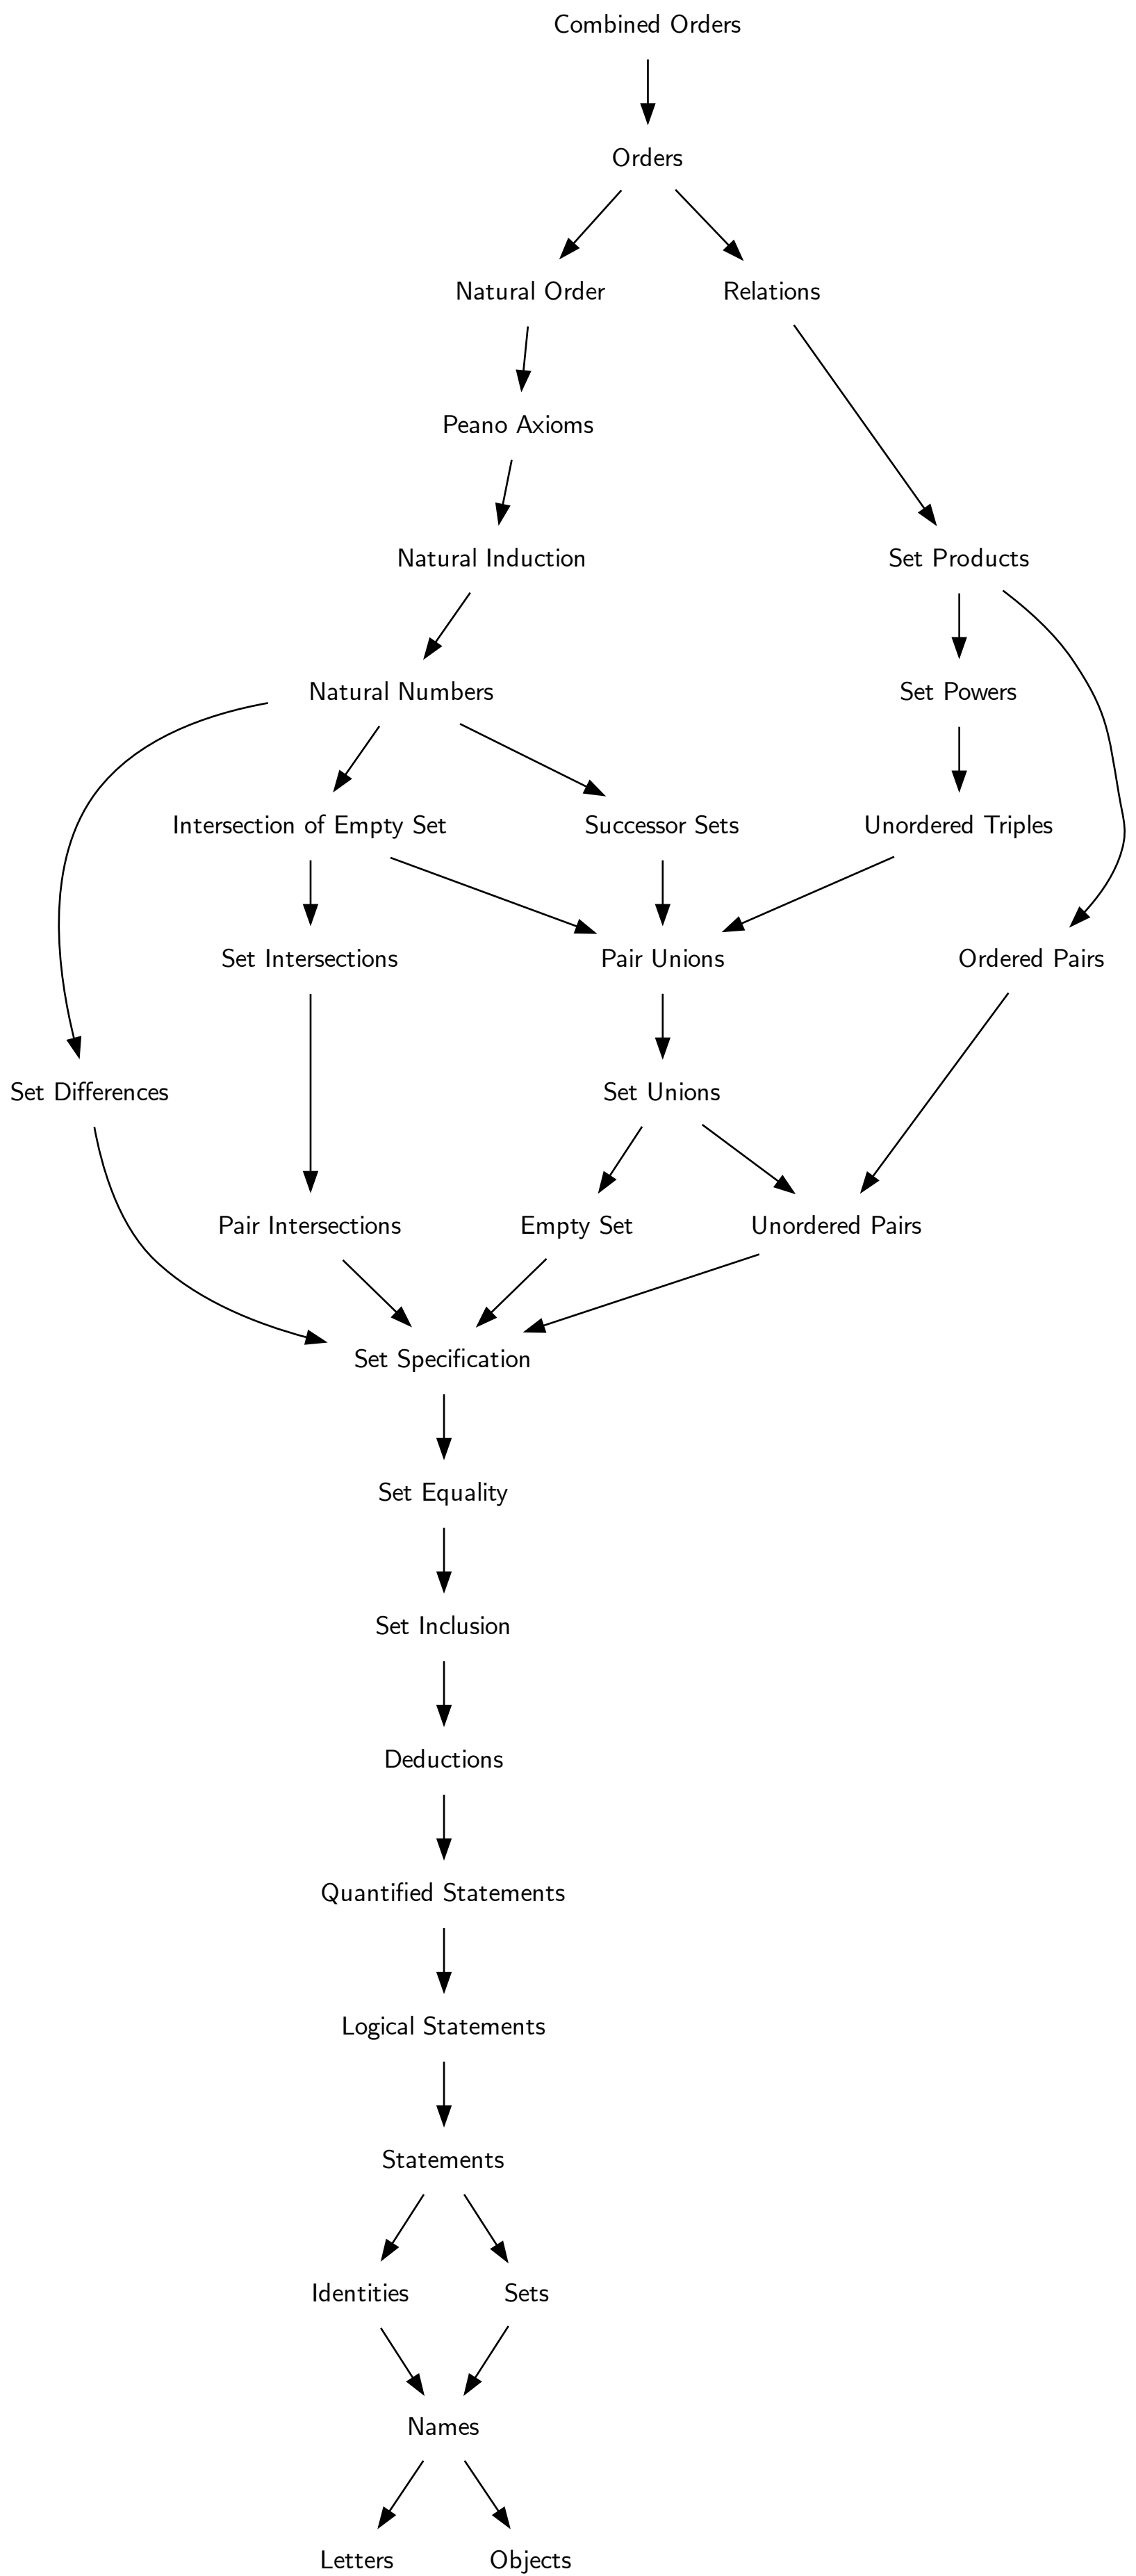 Combined Orders
Orders
Natural Order
Relations
Peano Axioms
Natural Induction
Set Products
Natural Numbers
Set Powers
Intersection of Empty Set
Successor Sets
Unordered Triples
Set Intersections
Pair Unions
Ordered Pairs
Set Differences
Set Unions
Pair Intersections
Empty Set
Unordered Pairs
Set Specification
Set Equality
Set Inclusion
Deductions
Quantified Statements
Logical Statements
Statements
Identities
Sets
Names
Letters
Objects